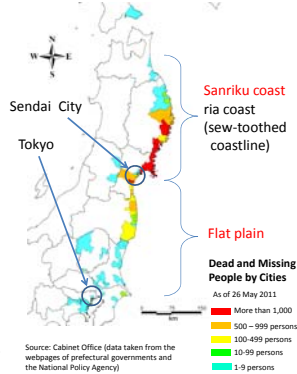 N
W E
S
Sendai City
Tokyo
Sanriku coast
ria coast
(sew-toothed
coastline)
Flat plain
Dead and Missing
People by Cities
As of 26 May 2011
More than 1,000
500 – 999 persons
100-499 persons
10-99 persons
1-9 persons
km
Source: Cabinet Office (data taken from the
webpages of prefectural governments and
the National Policy Agency)